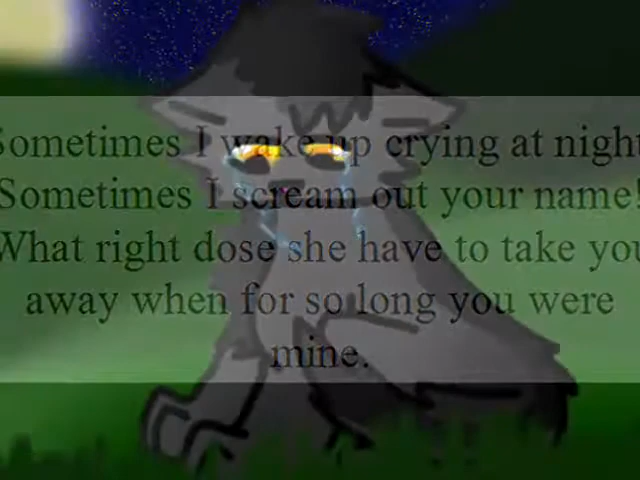 Sometimes I wake up crying at night
Sometimes I scream out your name!
What right dose she have to take you
away when for so long you were
mine.